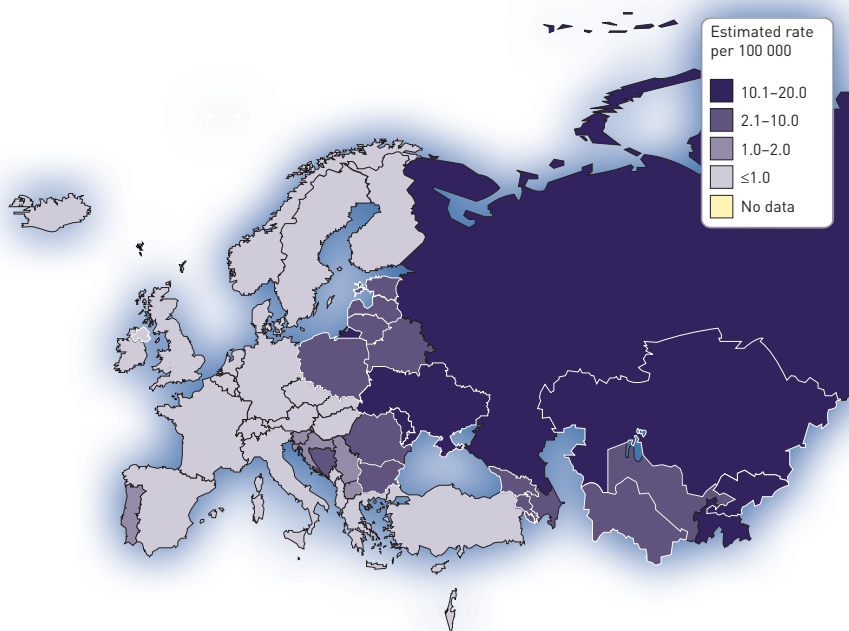 Estimated rate
per 100 000
10.1–20.0
2.1–10.0
1.0–2.0
≤1.0
No data